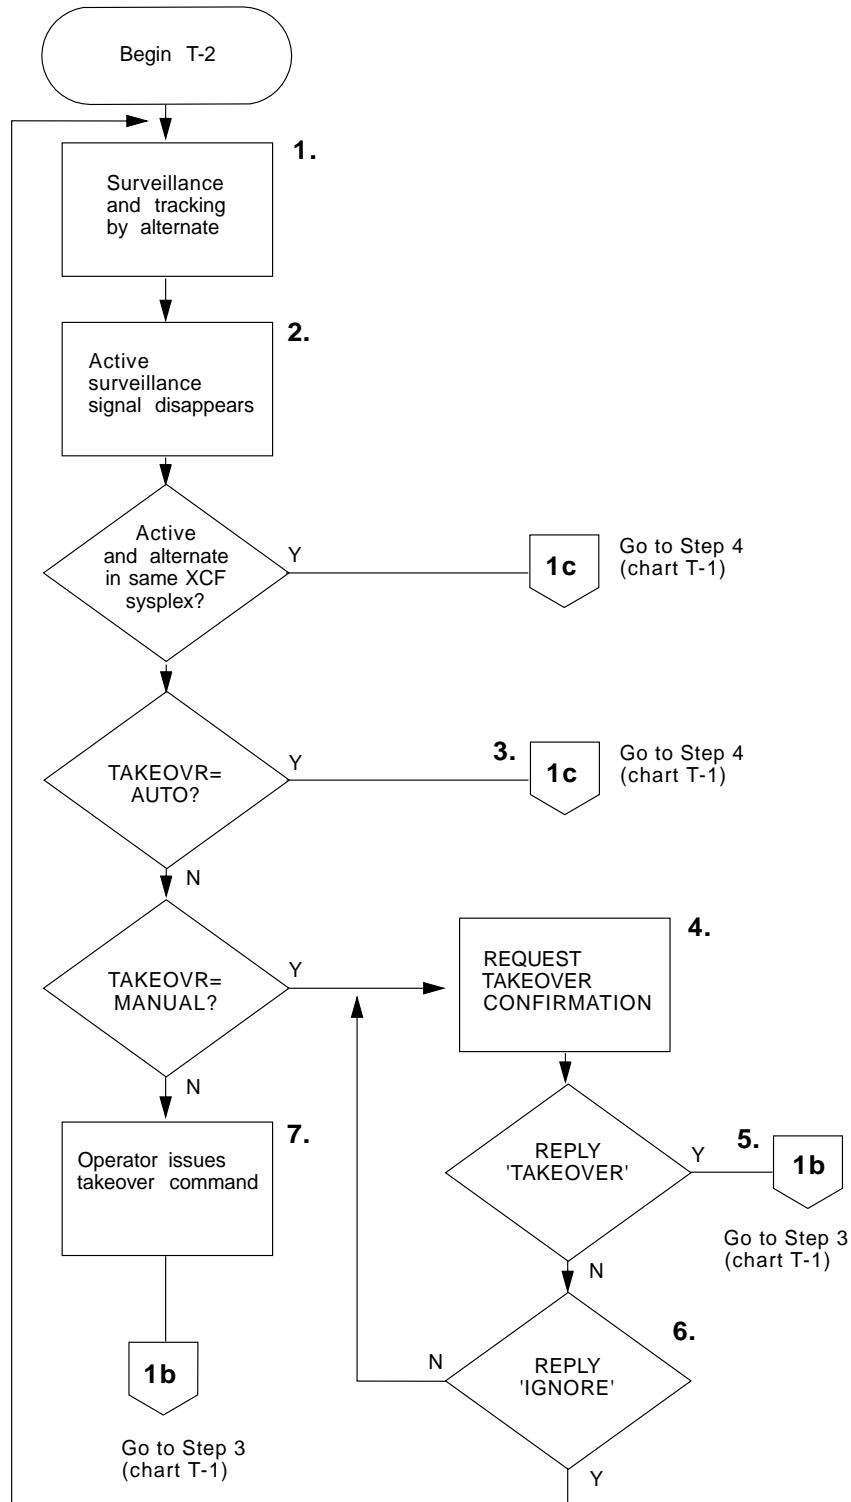 Begin T-2
1.
Surveillance
and tracking
by alternate
2.
Active
surveillance
signal disappears
Active
and alternate
in same XCF
sysplex?
Y
1c
Go to Step 4
(chart T-1)
TAKEOVR=
AUTO?
Y
3.
1c
Go to Step 4
(chart T-1)
N
TAKEOVR=
MANUAL?
Y
4.
REQUEST
TAKEOVER
CONFIRMATION
N
7.
Operator issues
takeover command
REPLY
'TAKEOVER'
Y
5.
1b
Go to Step 3
(chart T-1)
N
6.
REPLY
'IGNORE'
N
Y
1b
Go to Step 3
(chart T-1)